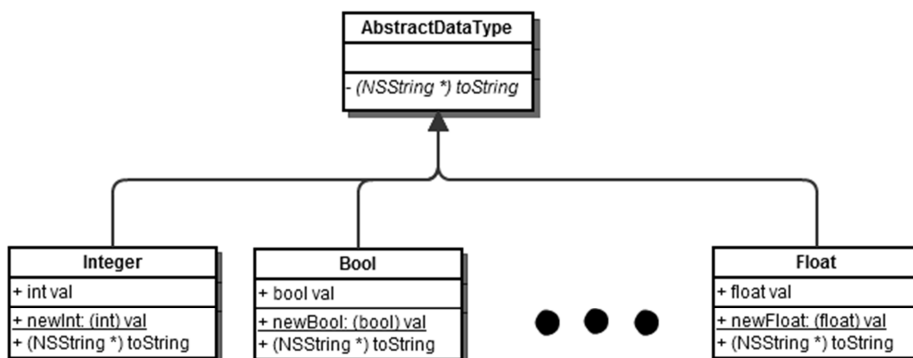 AbstractDataType
- (NSString *) toString
Integer
+ int val
+ newInt: (int) val
+ (NSString *) toString
Bool
+ bool val
+ newBool: (bool) val
+ (NSString *) toString
Float
+ float val
+ newFloat: (float) val
+ (NSString *) toString